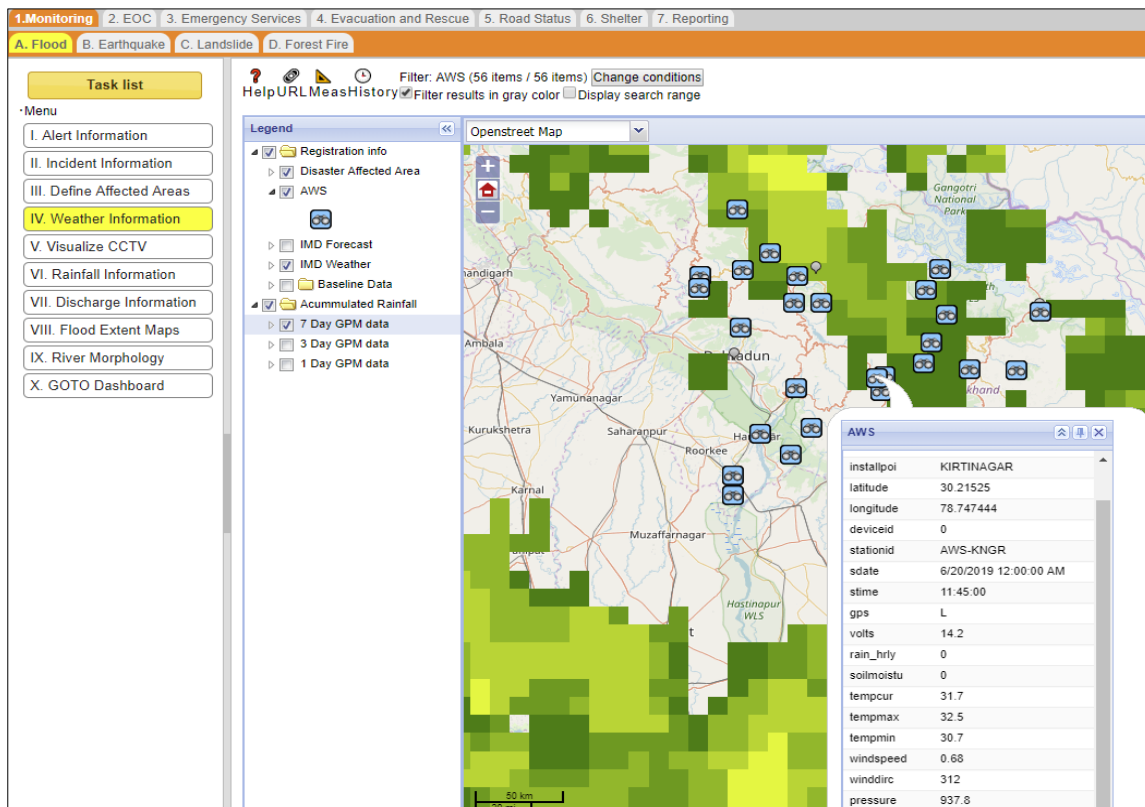 1.Monitoring 2. EOC 3. Emergency Services 4. Evacuation and Rescue 5. Road Status 6. Shelter 7. Reporting
A. Flood B. Earthquake C. Landslide D. Forest Fire
Task list
Menu
I. Alert Information
II. Incident Information
III. Define Affected Areas
IV. Weather Information
V. Visualize CCTV
VI. Rainfall Information
VII. Discharge Information
VIII. Flood Extent Maps
IX. River Morphology
X. GOTO Dashboard
Help URL Meas History
Filter: AWS (56 items / 56 items) Change conditions
Filter results in gray color Display search range
Legend
Registration info
Disaster Affected Area
AWS
IMD Forecast
IMD Weather
Baseline Data
Acummulated Rainfall
7 Day GPM data
3 Day GPM data
1 Day GPM data
Openstreet Map
Gangotri
National
Park
andigarh
Ambala
Yamunanagar
Kurukshetra
Saharanpur
Roorkee
Karnal
Muzaffarnagar
Hastinapur
WLS
khand
50 km
AWS
installpoi KIRTINAGAR
latitude 30.21525
longitude 78.747444
deviceid 0
stationid AWS-KNGR
sdate 6/20/2019 12:00:00 AM
stime 11:45:00
gps L
volts 14.2
rain_hrly 0
soilmoistu 0
tempcur 31.7
tempmax 32.5
tempmin 30.7
windspeed 0.68
winddirc 312
pressure 937.8